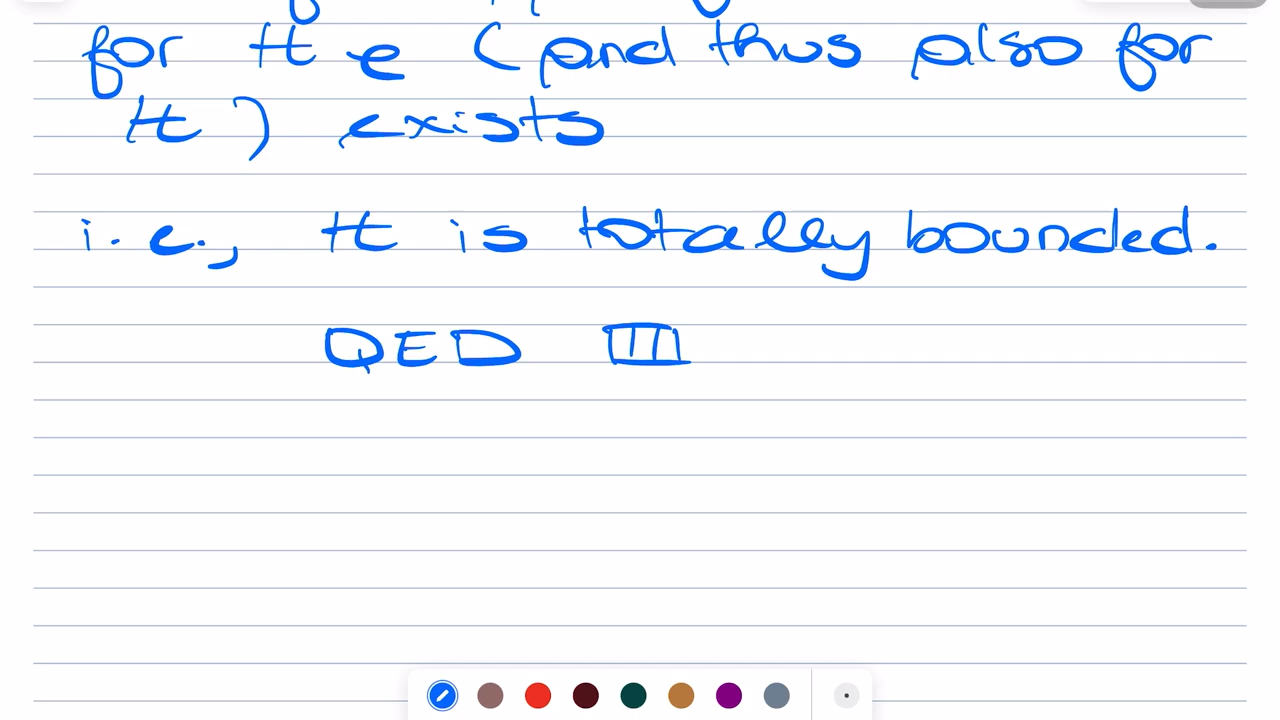 for H e (and thus also for
H) exists
i.e., H is totally bounded.
QED